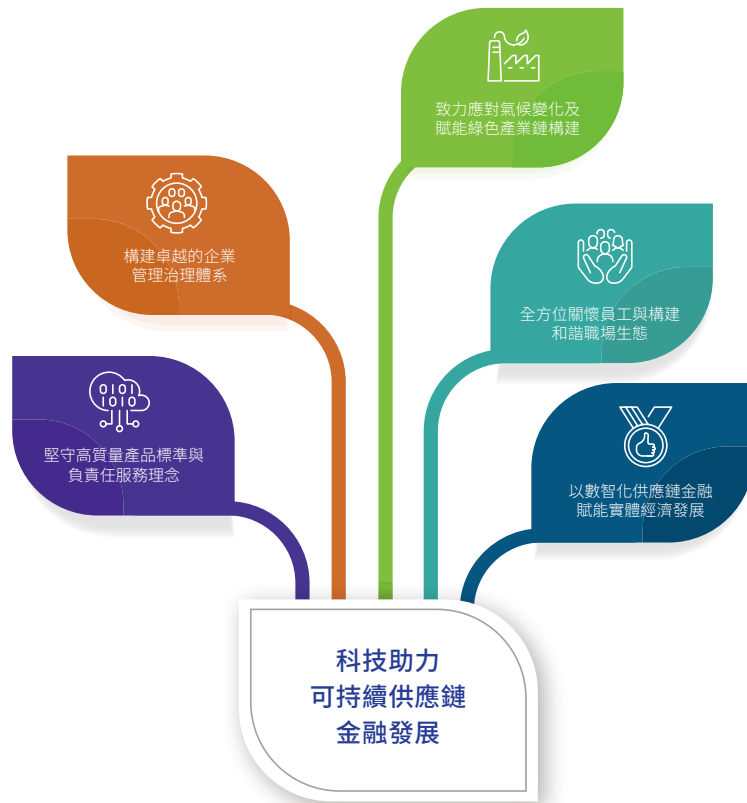 致力應對氣候變化及
賦能綠色產業鏈構建
構建卓越的企業
管理治理體系
全方位關懷員工與構建
和諧職場生態
0101
1010
堅守高質量產品標準與
負責任服務理念
以數智化供應鏈金融
賦能實體經濟發展
科技助力
可持續供應鏈
金融發展